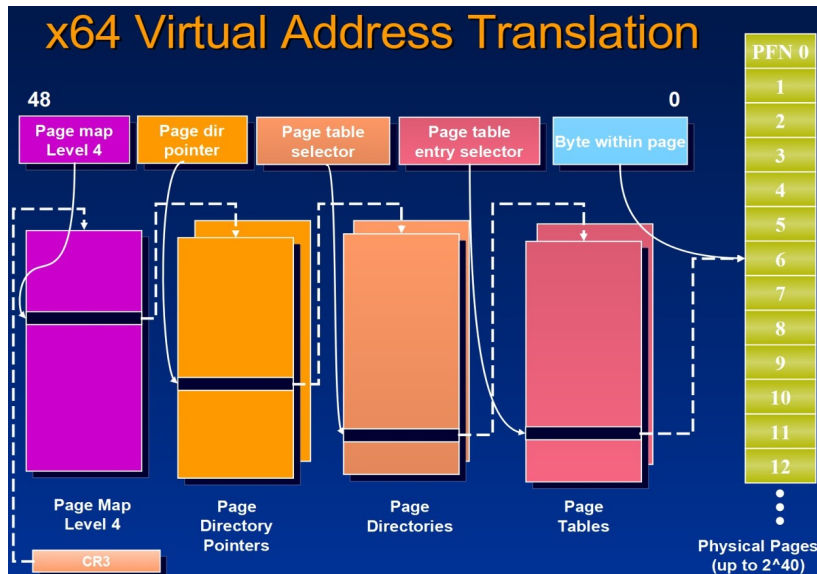 x64 Virtual Address Translation
48
0
Page map
Level 4
Page dir
pointer
Page table
selector
Page table
entry selector
Byte within page
PFN 0
1
2
3
4
5
6
7
8
9
10
11
12
Page Map
Level 4
Page
Directory
Pointers
Page
Directories
Page
Tables
CR3
Physical Pages
(up to 2^40)